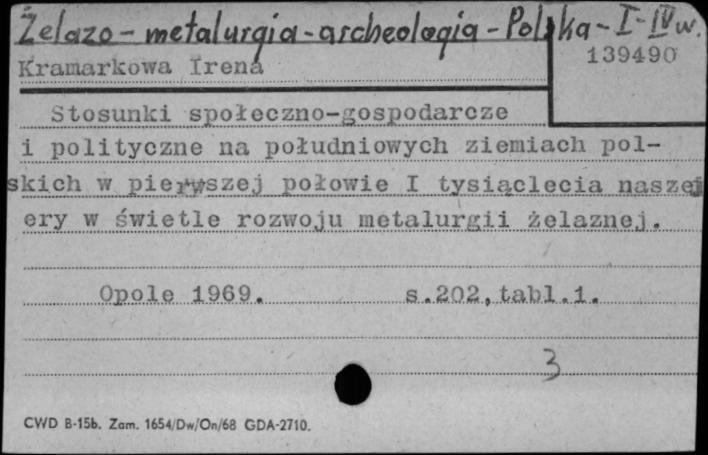 Żelazo - metalurgia - archeologia - Polska - I-IV w.
139490
Kramarkowa Irena
Stosunki społeczno-gospodarcze
i polityczne na południowych ziemiach pol-
skich w pierwszej połowie I tysiąclecia naszej
ery w świetle rozwoju metalurgii żelaznej.
Opole 1969. s.202,tabl.1.
3
CWD B-15b. Zam. 1654/Dw/On/68 GDA-2710.